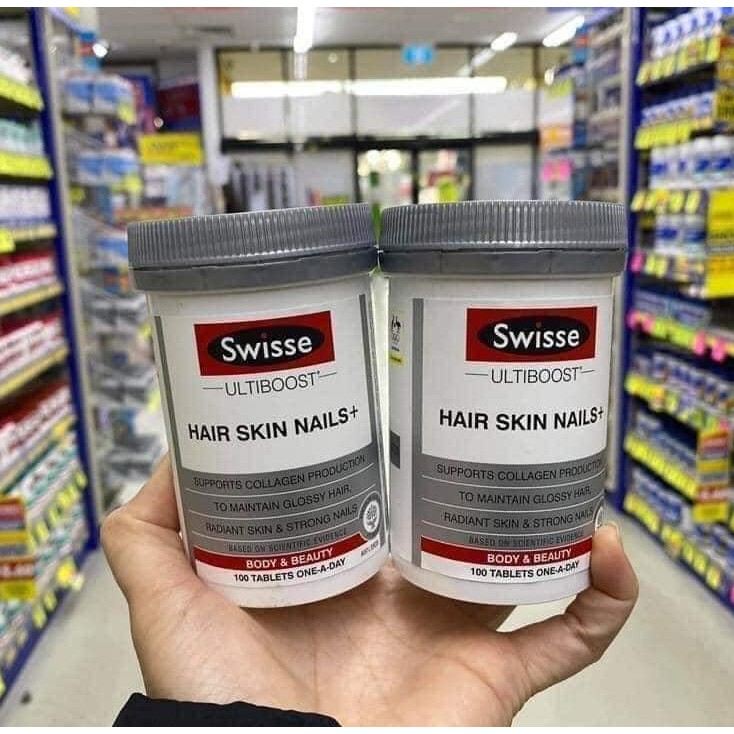 Swisse
ULTIBOOST
HAIR SKIN NAILS+
SUPPORTS COLLAGEN PRODUCTION
TO MAINTAIN GLOSSY HAIR,
RADIANT SKIN & STRONG NAILS
BASED ON SCIENTIFIC EVIDENCE
BODY & BEAUTY
100 TABLETS ONE-A-DAY
Swisse
ULTIBOOST
HAIR SKIN NAILS+
SUPPORTS COLLAGEN PRODUCTION
TO MAINTAIN GLOSSY HAIR,
RADIANT SKIN & STRONG NAILS
BASED ON SCIENTIFIC EVIDENCE
BODY & BEAUTY
100 TABLETS ONE-A-DAY